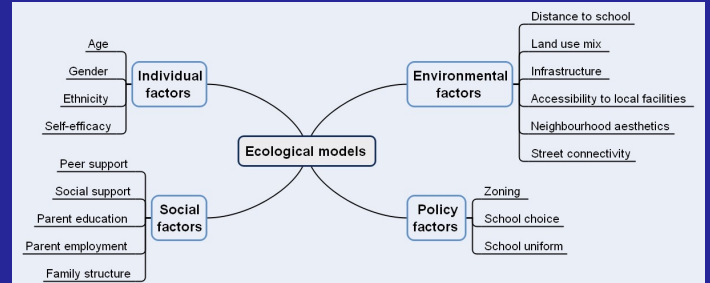 Age
Gender
Ethnicity
Self-efficacy
Individual
factors
Peer support
Social support
Parent education
Parent employment
Family structure
Social
factors
Ecological models
Environmental
factors
Distance to school
Land use mix
Infrastructure
Accessibility to local facilities
Neighbourhood aesthetics
Street connectivity
Policy
factors
Zoning
School choice
School uniform